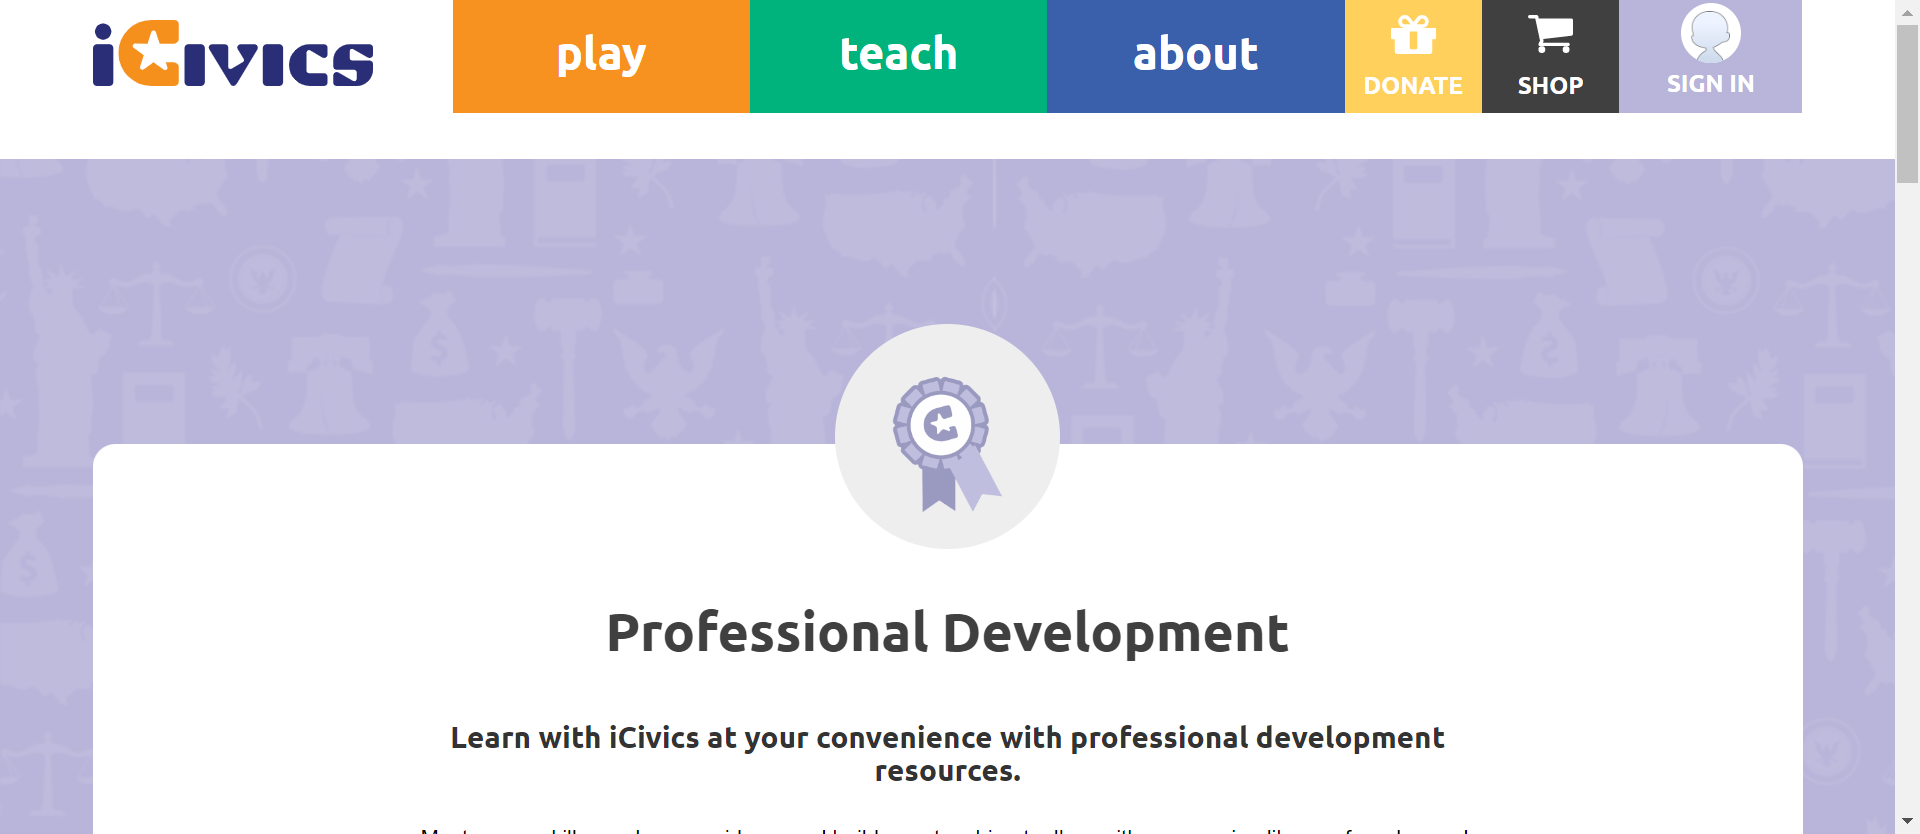 iCivics
play
teach
about
DONATE
SHOP
SIGN IN
Professional Development
Learn with iCivics at your convenience with professional development
resources.